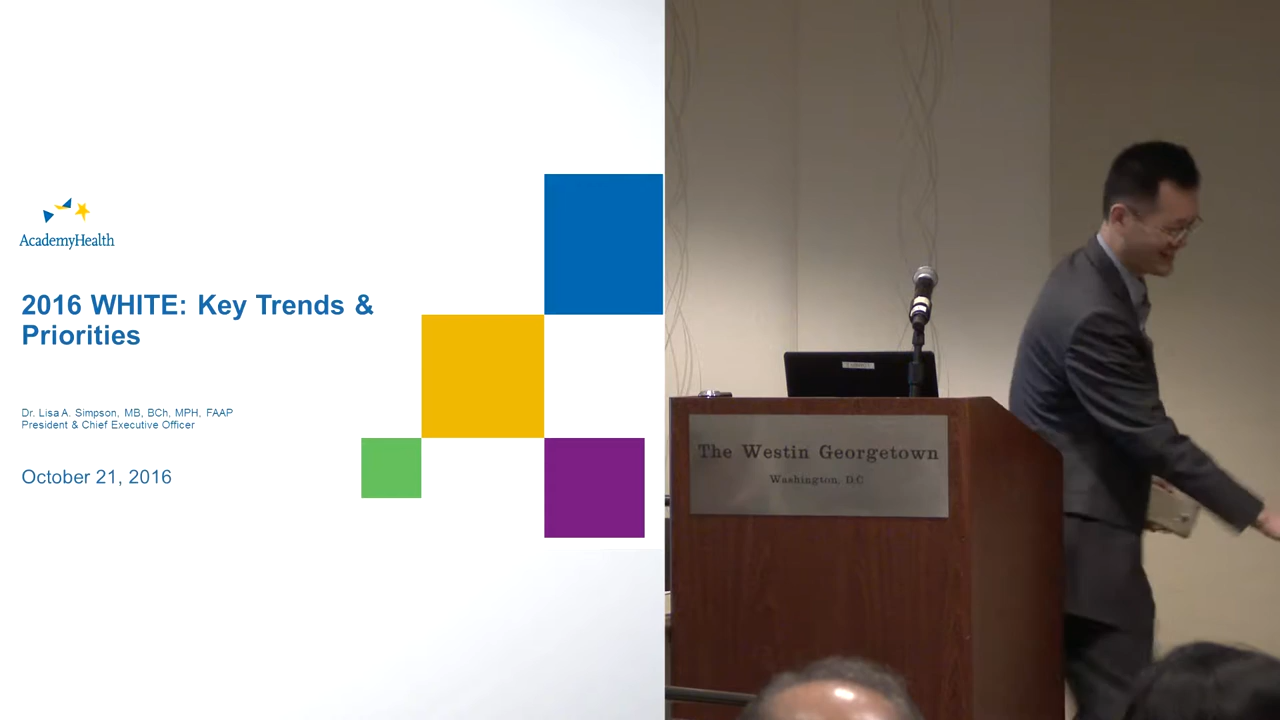 AcademyHealth
2016 WHITE: Key Trends &
Priorities
Dr. Lisa A. Simpson, MB, BCh, MPH, FAAP
President & Chief Executive Officer
October 21, 2016
The Westin Georgetown
Washington, D.C